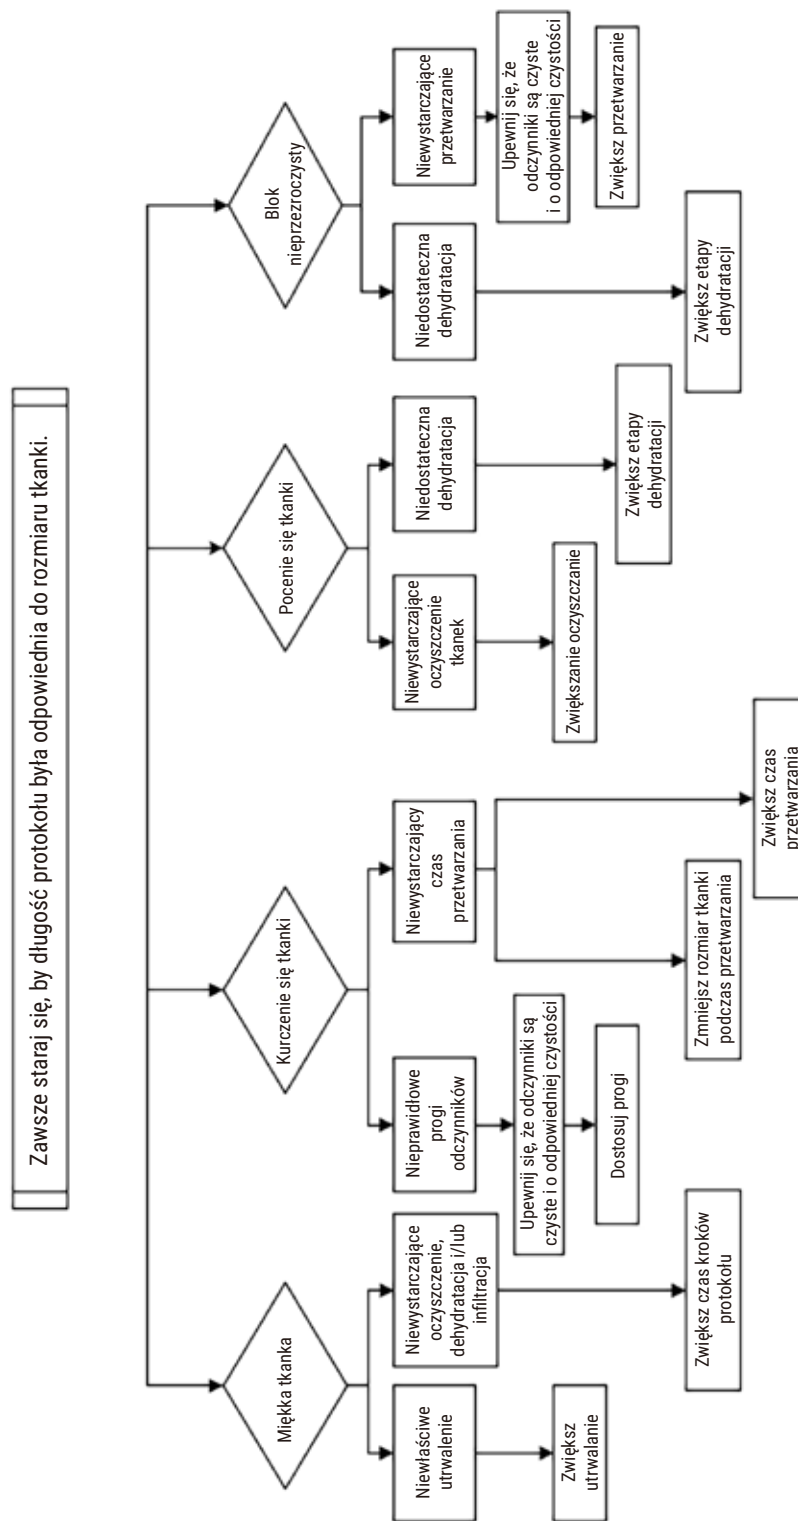 Zawsze staraj się, by długość protokołu była odpowiednia do rozmiaru tkanki.
Miękka tkanka
Kurczenie się tkanki
Pocenie się tkanki
Blok
nieprzezroczysty
Niewłaściwe
utrwalenie
Niewystarczające
oczyszczenie,
dehydratacja i/lub
infiltracja
Nieprawidłowe
progi
odczynników
Niewystarczający
czas
przetwarzania
Niewystarczające
oczyszczenie
tkanek
Niedostateczna
dehydratacja
Niedostateczna
dehydratacja
Niewystarczające
przetwarzanie
Upewnij się, że odczynniki są
czyste i o odpowiedniej czystości
Upewnij się, że
odczynniki są czyste
i o odpowiedniej czystości
Zwiększ
utrwalanie
Dostosuj progi
Zwiększanie oczyszczanie
Zwiększ etapy
dehydratacji
Zwiększ przetwarzanie
Zwiększ czas kroków
protokołu
Zmniejsz rozmiar tkanki
podczas przetwarzania
Zwiększ etapy
dehydratacji
Zwiększ czas
przetwarzania